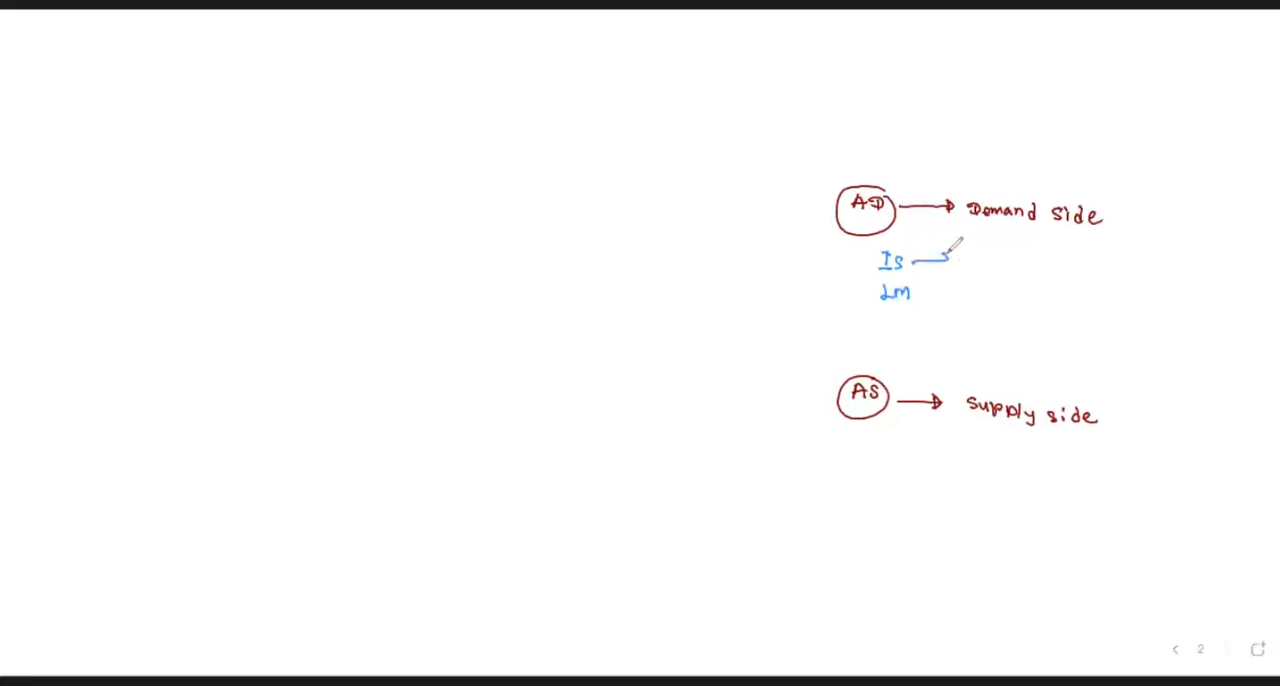 AD → Demand side
IS
LM
AS → Supply side
2